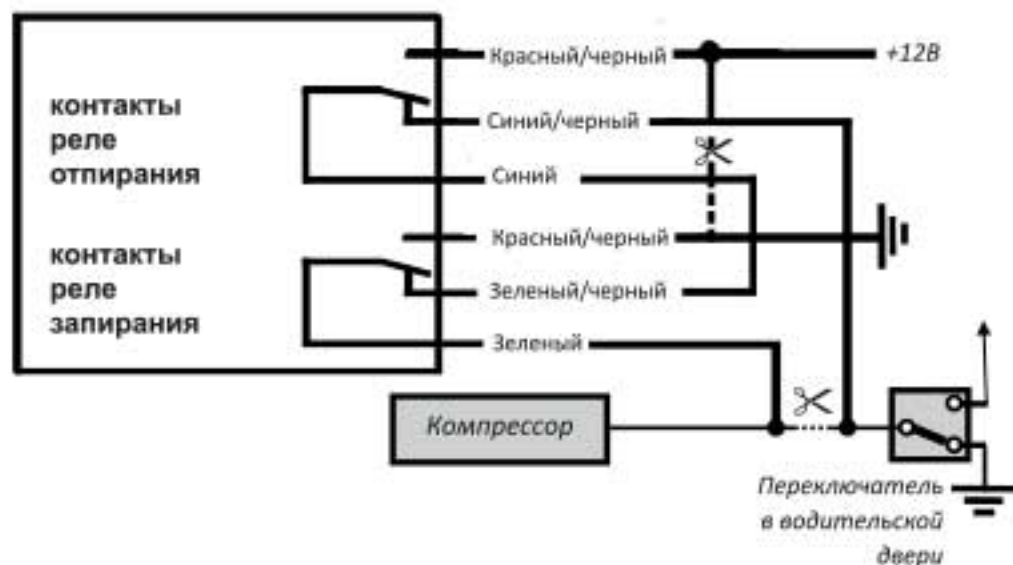 Красный/черный
+12В
контакты
реле
отпирания
Синий/черный
Синий
Красный/черный
контакты
реле
запирания
Зеленый/черный
Зеленый
Компрессор
Переключатель
в водительской
двери